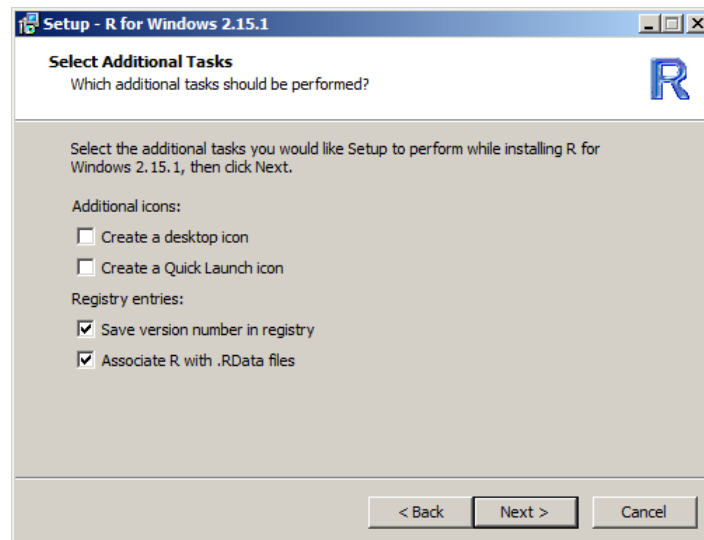 Setup - R for Windows 2.15.1
Select Additional Tasks
Which additional tasks should be performed?
R
Select the additional tasks you would like Setup to perform while installing R for
Windows 2.15.1, then click Next.
Additional icons:
Create a desktop icon
Create a Quick Launch icon
Registry entries:
Save version number in registry
Associate R with .RData files
< Back Next > Cancel